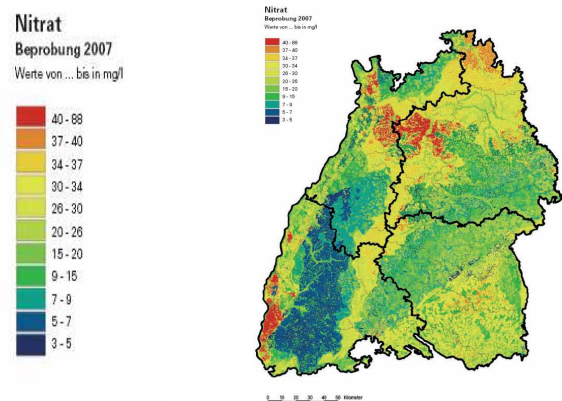 Nitrat
Beprobung 2007
Werte von ... bis in mg/l
40 - 68
37 - 40
34 - 37
30 - 34
26 - 30
20 - 26
15 - 20
9 - 15
7 - 9
5 - 7
3 - 5
Nitrat
Beprobung 2007
Werte von ... bis in mg/l
40 - 68
37 - 40
34 - 37
30 - 34
26 - 30
20 - 26
15 - 20
9 - 15
7 - 9
5 - 7
3 - 5
0 10 20 30 40 50 Kilometer